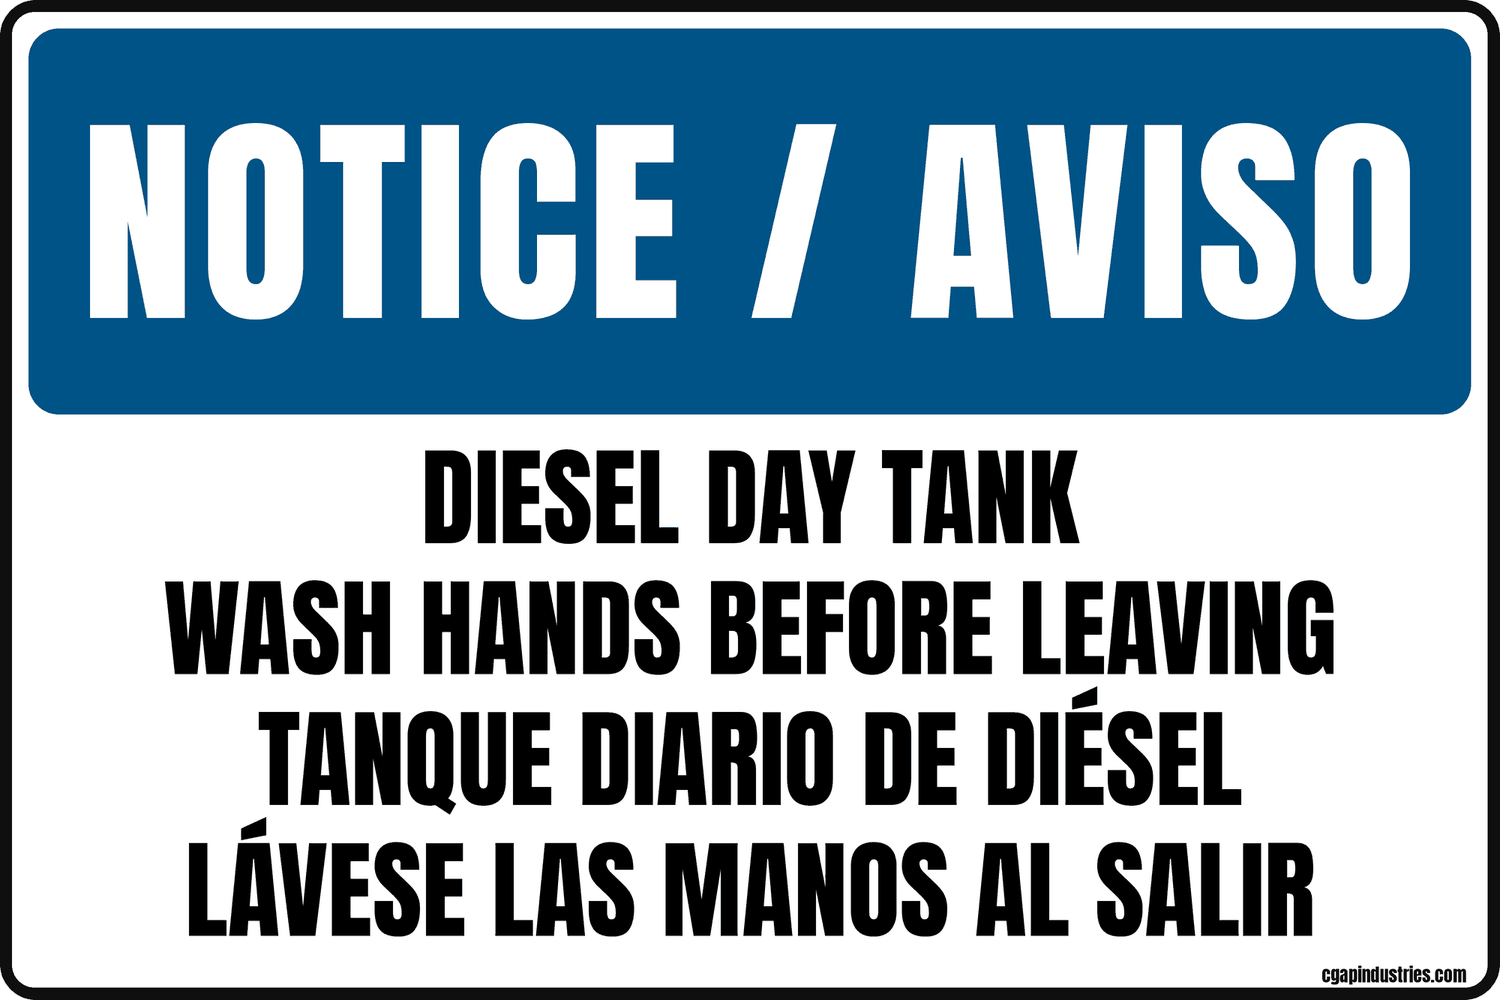 NOTICE / AVISO
DIESEL DAY TANK
WASH HANDS BEFORE LEAVING
TANQUE DIARIO DE DIÉSEL
LÁVESE LAS MANOS AL SALIR
cgapindustries.com